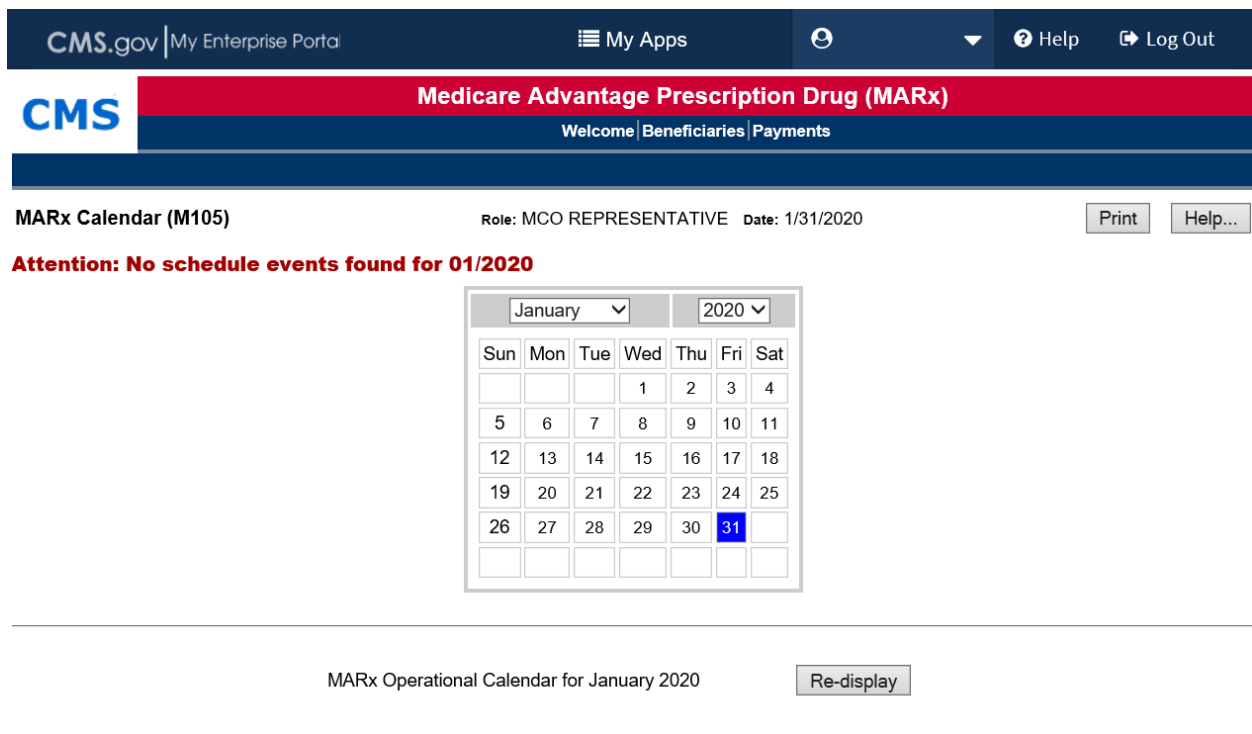 CMS.gov My Enterprise Portal My Apps Help Log Out
CMS
Medicare Advantage Prescription Drug (MARx)
Welcome|Beneficiaries|Payments
MARx Calendar (M105) Role: MCO REPRESENTATIVE Date: 1/31/2020 Print Help...
Attention: No schedule events found for 01/2020
January 2020
Sun Mon Tue Wed Thu Fri Sat
1 2 3 4
5 6 7 8 9 10 11
12 13 14 15 16 17 18
19 20 21 22 23 24 25
26 27 28 29 30 31
MARx Operational Calendar for January 2020 Re-display